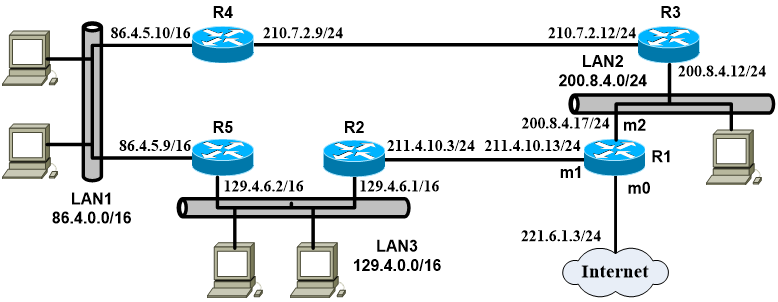 R4
R3
86.4.5.10/16
210.7.2.9/24
210.7.2.12/24
LAN2
200.8.4.0/24
200.8.4.12/24
86.4.5.9/16
R5
R2
200.8.4.17/24
m2
211.4.10.3/24
211.4.10.13/24
R1
m1
m0
LAN1
86.4.0.0/16
129.4.6.2/16
129.4.6.1/16
LAN3
129.4.0.0/16
221.6.1.3/24
Internet